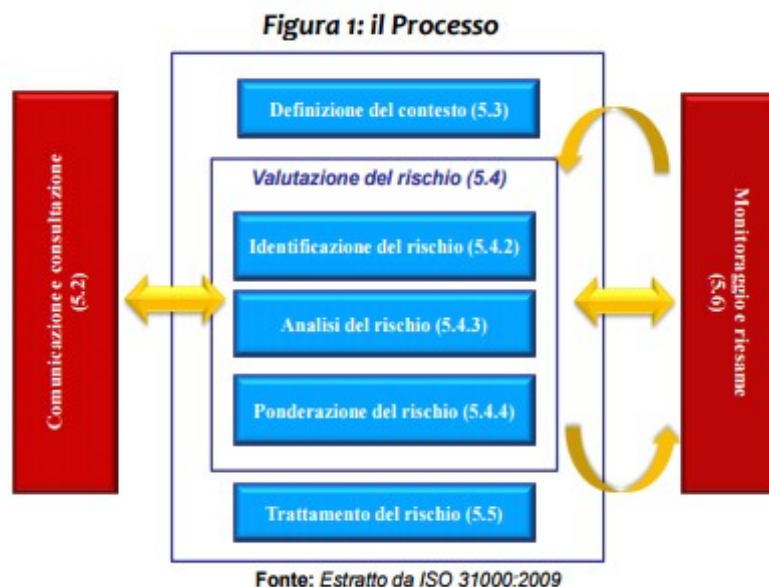 Figura 1: il Processo
Comunicazione e consultazione
(5.2)
Definizione del contesto (5.3)
Valutazione del rischio (5.4)
Identificazione del rischio (5.4.2)
Analisi del rischio (5.4.3)
Ponderazione del rischio (5.4.4)
Trattamento del rischio (5.5)
Monitoraggio e riesame
(5.6)
Fonte: Estratto da ISO 31000:2009